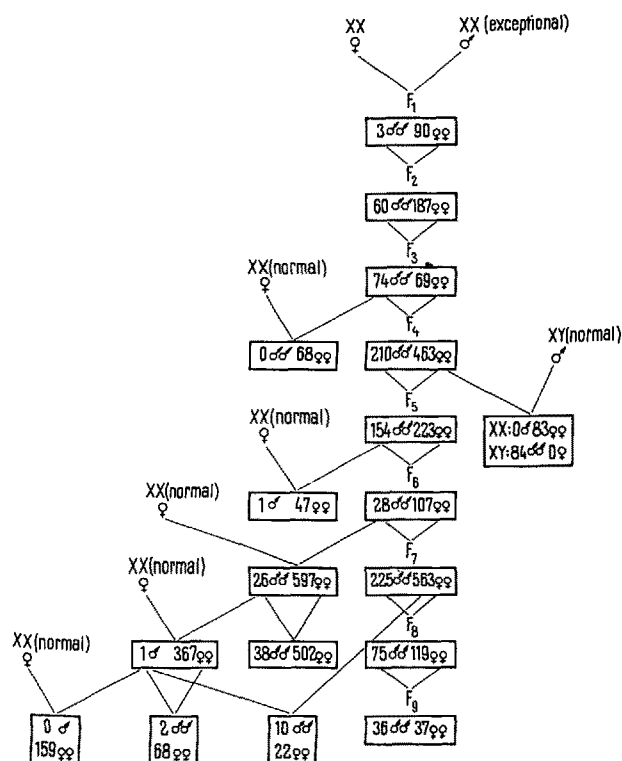 XX
♀
XX (exceptional)
♂
F₁
3♂♂ 90♀♀
F₂
60♂♂187♀♀
F₃
XX(normal)
♀
74♂♂ 69♀♀
F₄
XY(normal)
♂
0♂♂ 68♀♀
210♂♂463♀♀
F₅
XX(normal)
♀
154♂♂223♀♀
XX:0♂ 83♀♀
XY:84♂♂ 0♀
F₆
XX(normal)
♀
1♂ 47♀♀
28♂♂107♀♀
F₇
XX(normal)
♀
26♂♂597♀♀
225♂♂563♀♀
F₈
XX(normal)
♀
1♂ 367♀♀
38♂♂502♀♀
75♂♂119♀♀
F₉
0 ♂
159♀♀
2♂♂
68♀♀
10♂♂
22♀♀
36♂♂ 37♀♀